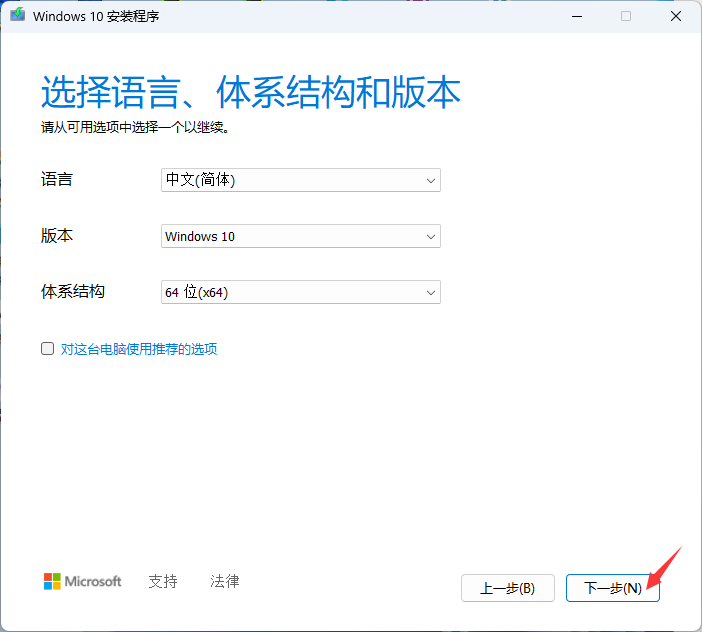 Windows 10 安装程序
选择语言、体系结构和版本
请从可用选项中选择一个以继续。
语言
中文(简体)
版本
Windows 10
体系结构
64 位(x64)
对这台电脑使用推荐的选项
Microsoft 支持 法律
上一步(B) 下一步(N)